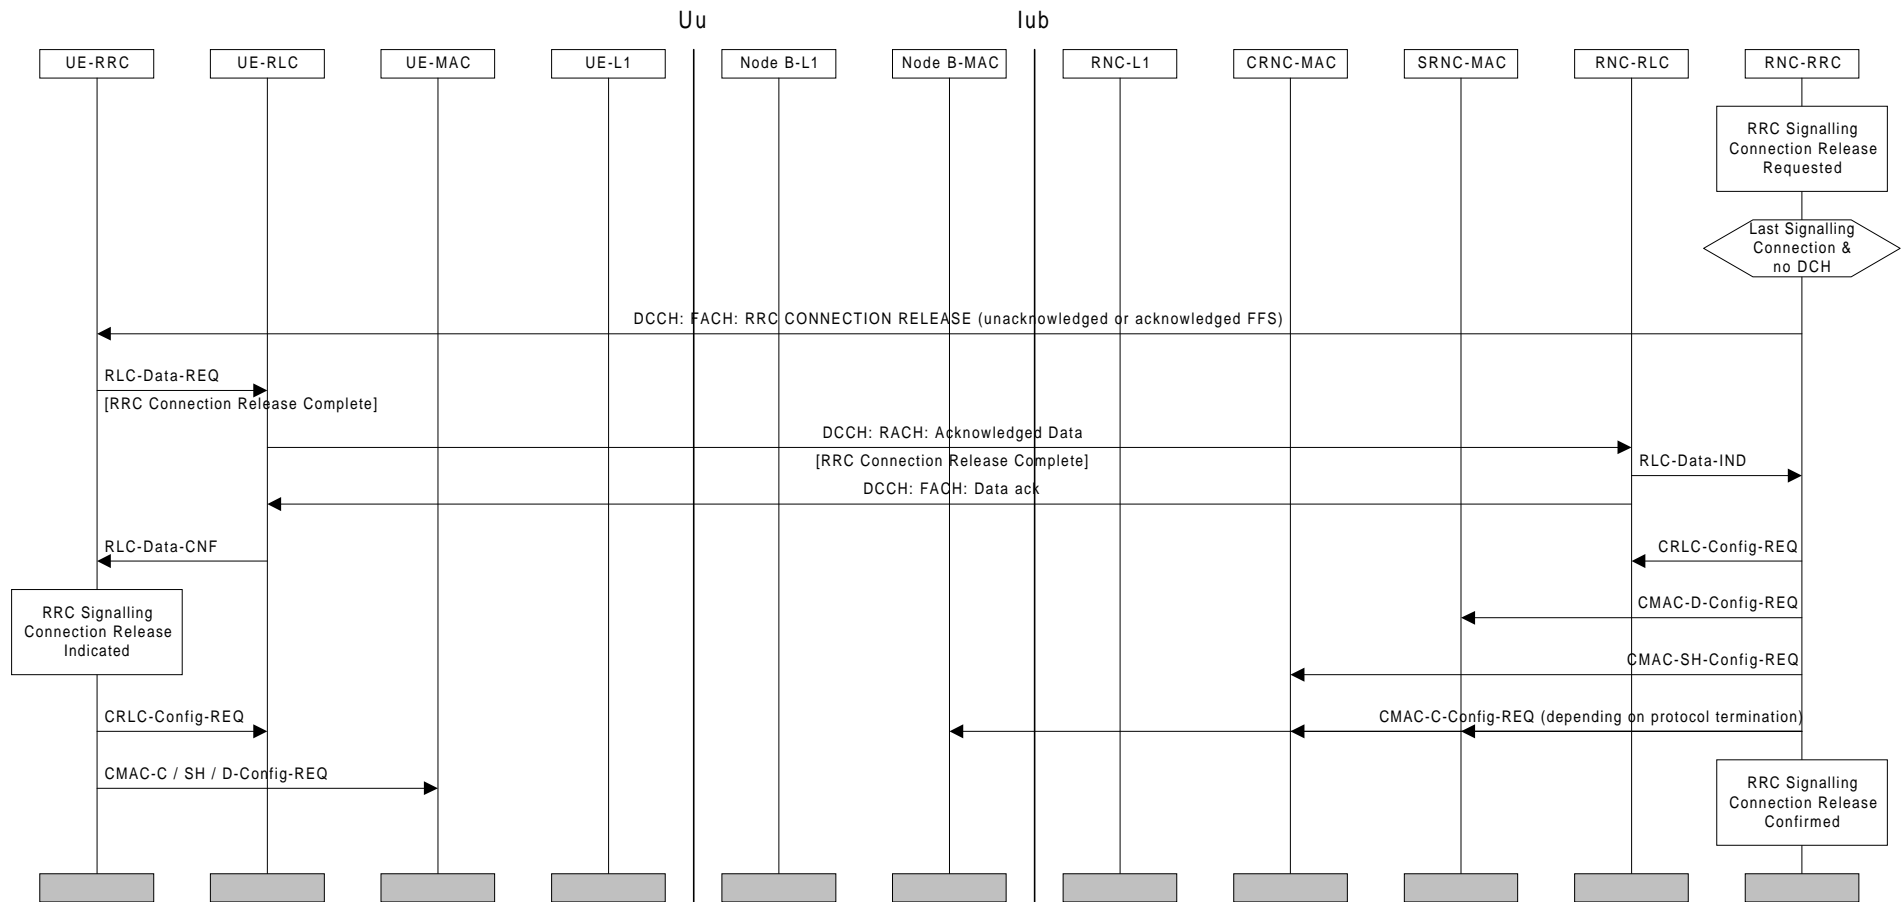 Uu
Iub
UE-RRC
UE-RLC
UE-MAC
UE-L1
Node B-L1
Node B-MAC
RNC-L1
CRNC-MAC
SRNC-MAC
RNC-RLC
RNC-RRC
RRC Signalling
Connection Release
Requested
Last Signalling
Connection &
no DCH
DCCH: FACH: RRC CONNECTION RELEASE (unacknowledged or acknowledged FFS)
RLC-Data-REQ
[RRC Connection Release Complete]
DCCH: RACH: Acknowledged Data
[RRC Connection Release Complete]
RLC-Data-IND
DCCH: FACH: Data ack
RLC-Data-CNF
CRLC-Config-REQ
RRC Signalling
Connection Release
Indicated
CMAC-D-Config-REQ
CMAC-SH-Config-REQ
CRLC-Config-REQ
CMAC-C-Config-REQ (depending on protocol termination)
CMAC-C / SH / D-Config-REQ
RRC Signalling
Connection Release
Confirmed